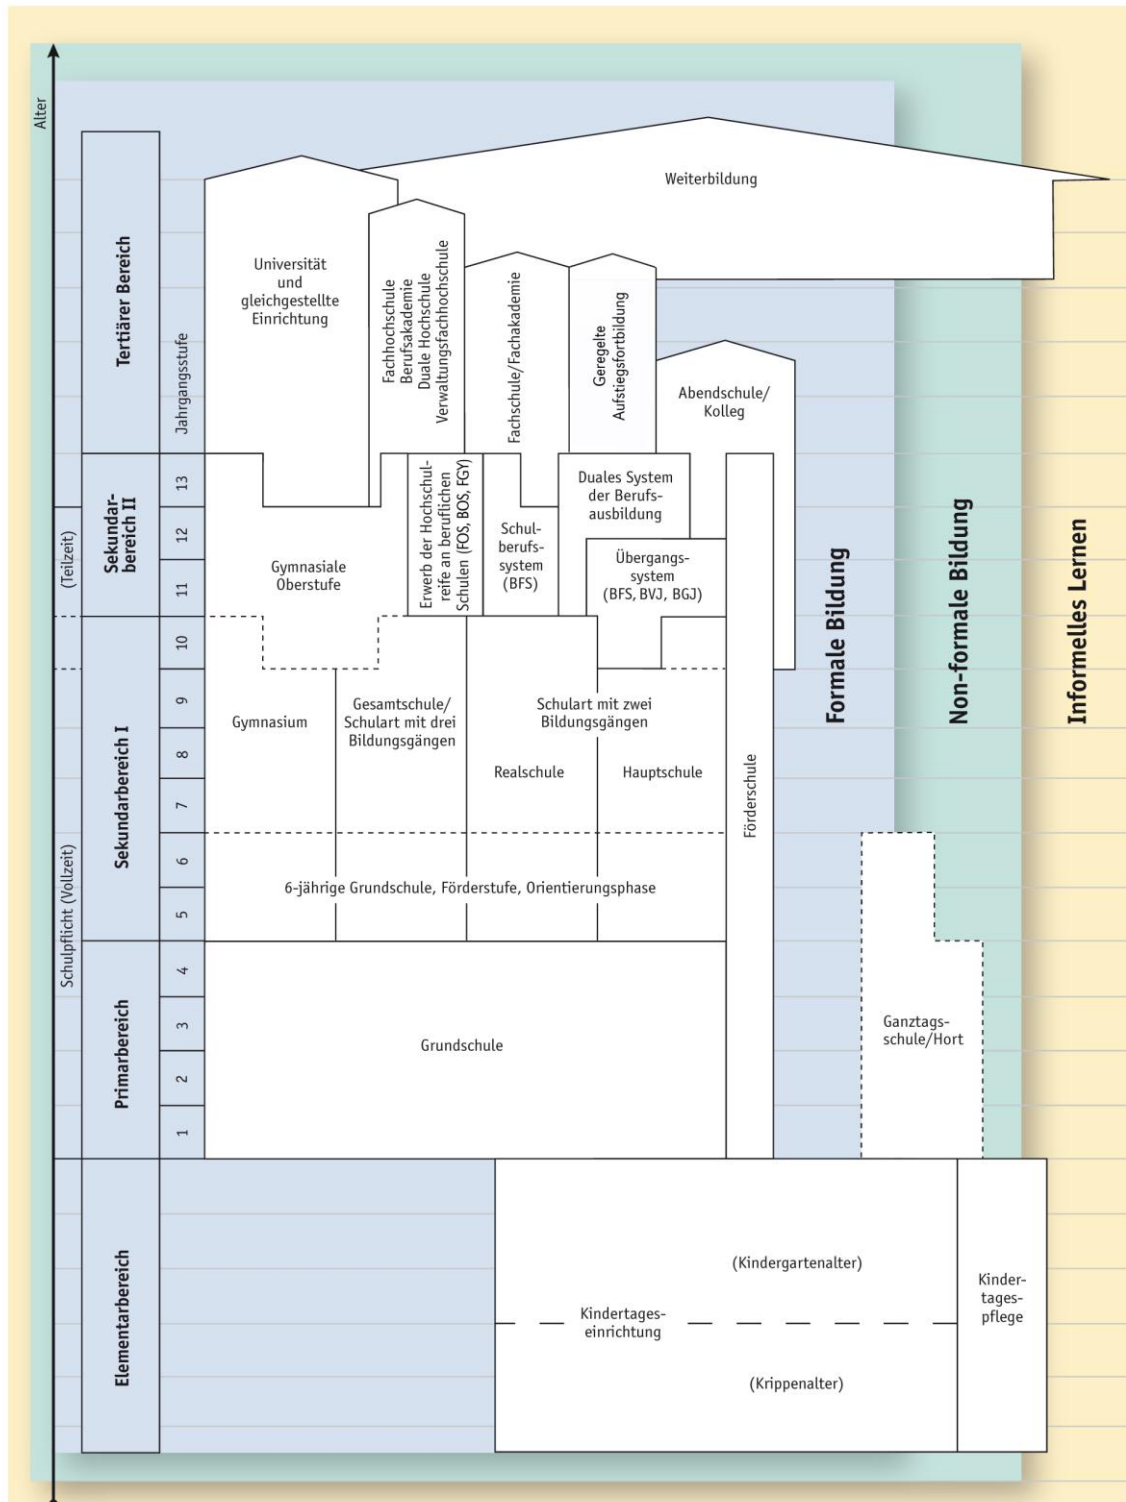 Alter
Weiterbildung
Tertiärer Bereich
Jahrgangsstufe
Universität
und
gleichgestellte
Einrichtung
Fachhochschule
Berufsakademie
Duale Hochschule
Verwaltungsfachhochschule
Fachschule/Fachakademie
Geregelte
Aufstiegsfortbildung
Abendschule/
Kolleg
(Teilzeit)
Sekundar-
bereich II
13
12
11
Gymnasiale
Oberstufe
Erwerb der Hochschul-
reife an beruflichen
Schulen (FOS, BOS, FGY)
Schul-
berufs-
system
(BFS)
Duales System
der Berufs-
ausbildung
Übergangs-
system
(BFS, BVJ, BGJ)
Formale Bildung
Non-formale Bildung
Informelles Lernen
Schulpflicht (Vollzeit)
Sekundarbereich I
10
9
8
7
6
5
Gymnasium
Gesamtschule/
Schulart mit drei
Bildungsgängen
Schulart mit zwei
Bildungsgängen
Realschule
Hauptschule
Förderschule
6-jährige Grundschule, Förderstufe, Orientierungsphase
Primarbereich
4
3
2
1
Grundschule
Ganztags-
schule/Hort
Elementarbereich
(Kindergartenalter)
Kindertages-
einrichtung
(Krippenalter)
Kinder-
tages-
pflege